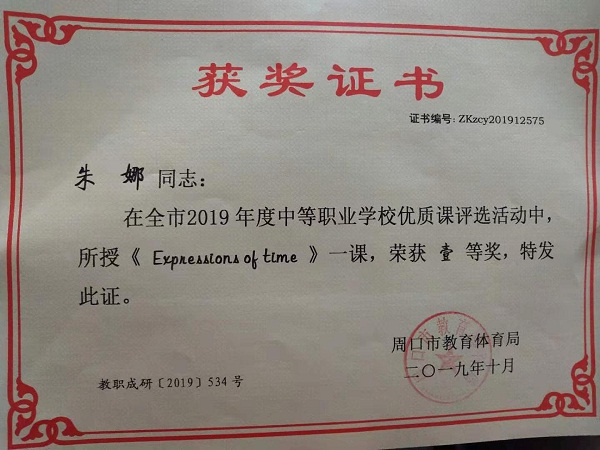 获奖证书
证书编号：ZKzcy201912575
朱 娜 同志：
在全市2019年度中等职业学校优质课评选活动中，
所授《 Expressions of time 》一课，荣获 壹 等奖，特发
此证。
周口市教育体育局
二〇一九年十月
教职成研〔2019〕534 号